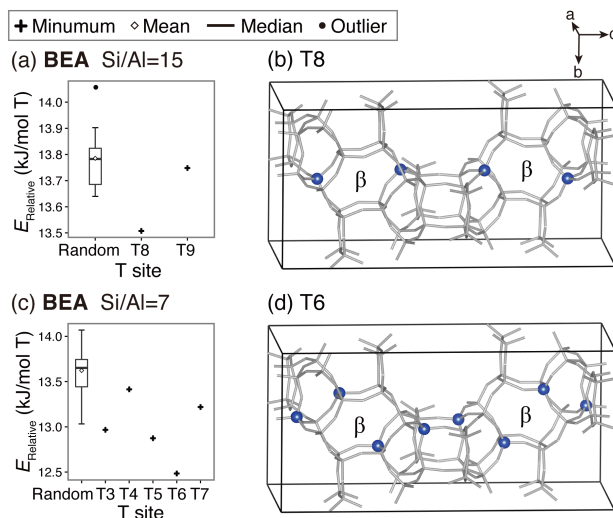 Minumum Mean Median Outlier
(a) BEA Si/Al=15
14.0
13.9
13.8
13.7
13.6
13.5
E_Relative (kJ/mol T)
Random T8 T9
T site
(b) T8
β β
a
c
b
(c) BEA Si/Al=7
14.0
13.5
13.0
12.5
E_Relative (kJ/mol T)
Random T3 T4 T5 T6 T7
T site
(d) T6
β β